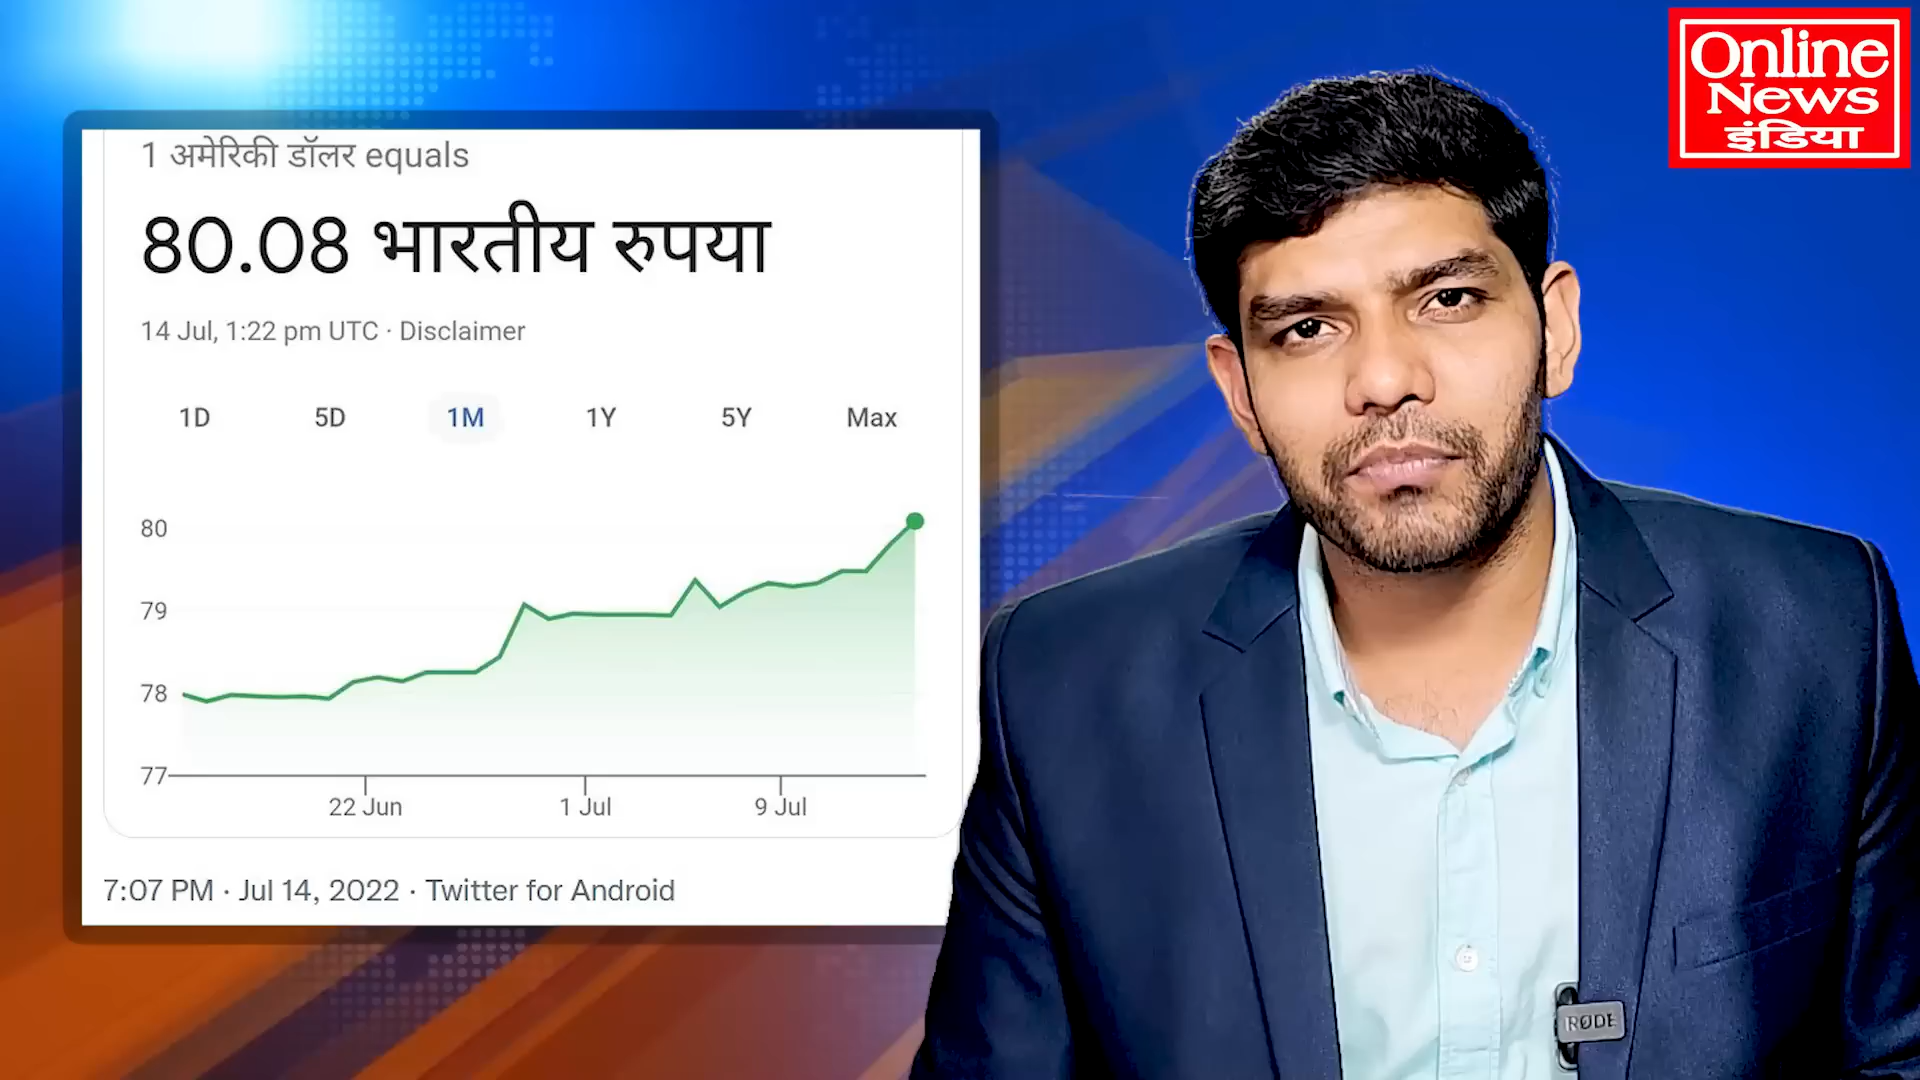 1 अमेरिकी डॉलर equals
80.08 भारतीय रुपया
14 Jul, 1:22 pm UTC · Disclaimer
1D 5D 1M 1Y 5Y Max
80
79
78
77
22 Jun 1 Jul 9 Jul
7:07 PM · Jul 14, 2022 · Twitter for Android
Online
News
इंडिया
RØDE